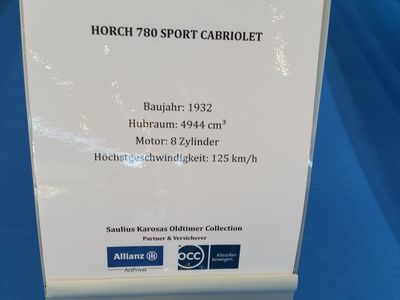 HORCH 780 SPORT CABRIOLET
Baujahr: 1932
Hubraum: 4944 cm³
Motor: 8 Zylinder
Höchstgeschwindigkeit: 125 km/h
Saulius Karosas Oldtimer Collection
Partner & Versicherer
Allianz
ArtPrivat
OCC
Klassiker
bewegen.